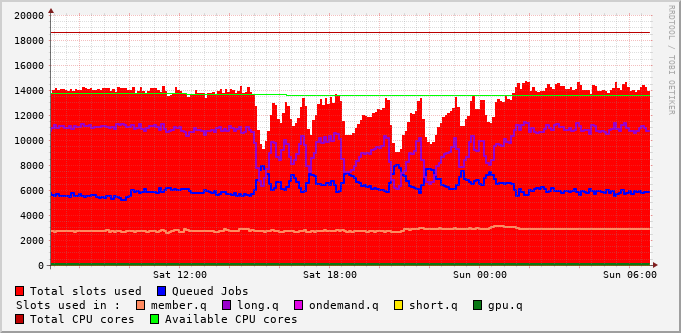 20000
18000
16000
14000
12000
10000
8000
6000
4000
2000
0
Sat 12:00 Sat 18:00 Sun 00:00 Sun 06:00
RRDTOOL / TOBI OETIKER
Total slots used Queued Jobs
Slots used in : member.q long.q ondemand.q short.q gpu.q
Total CPU cores Available CPU cores